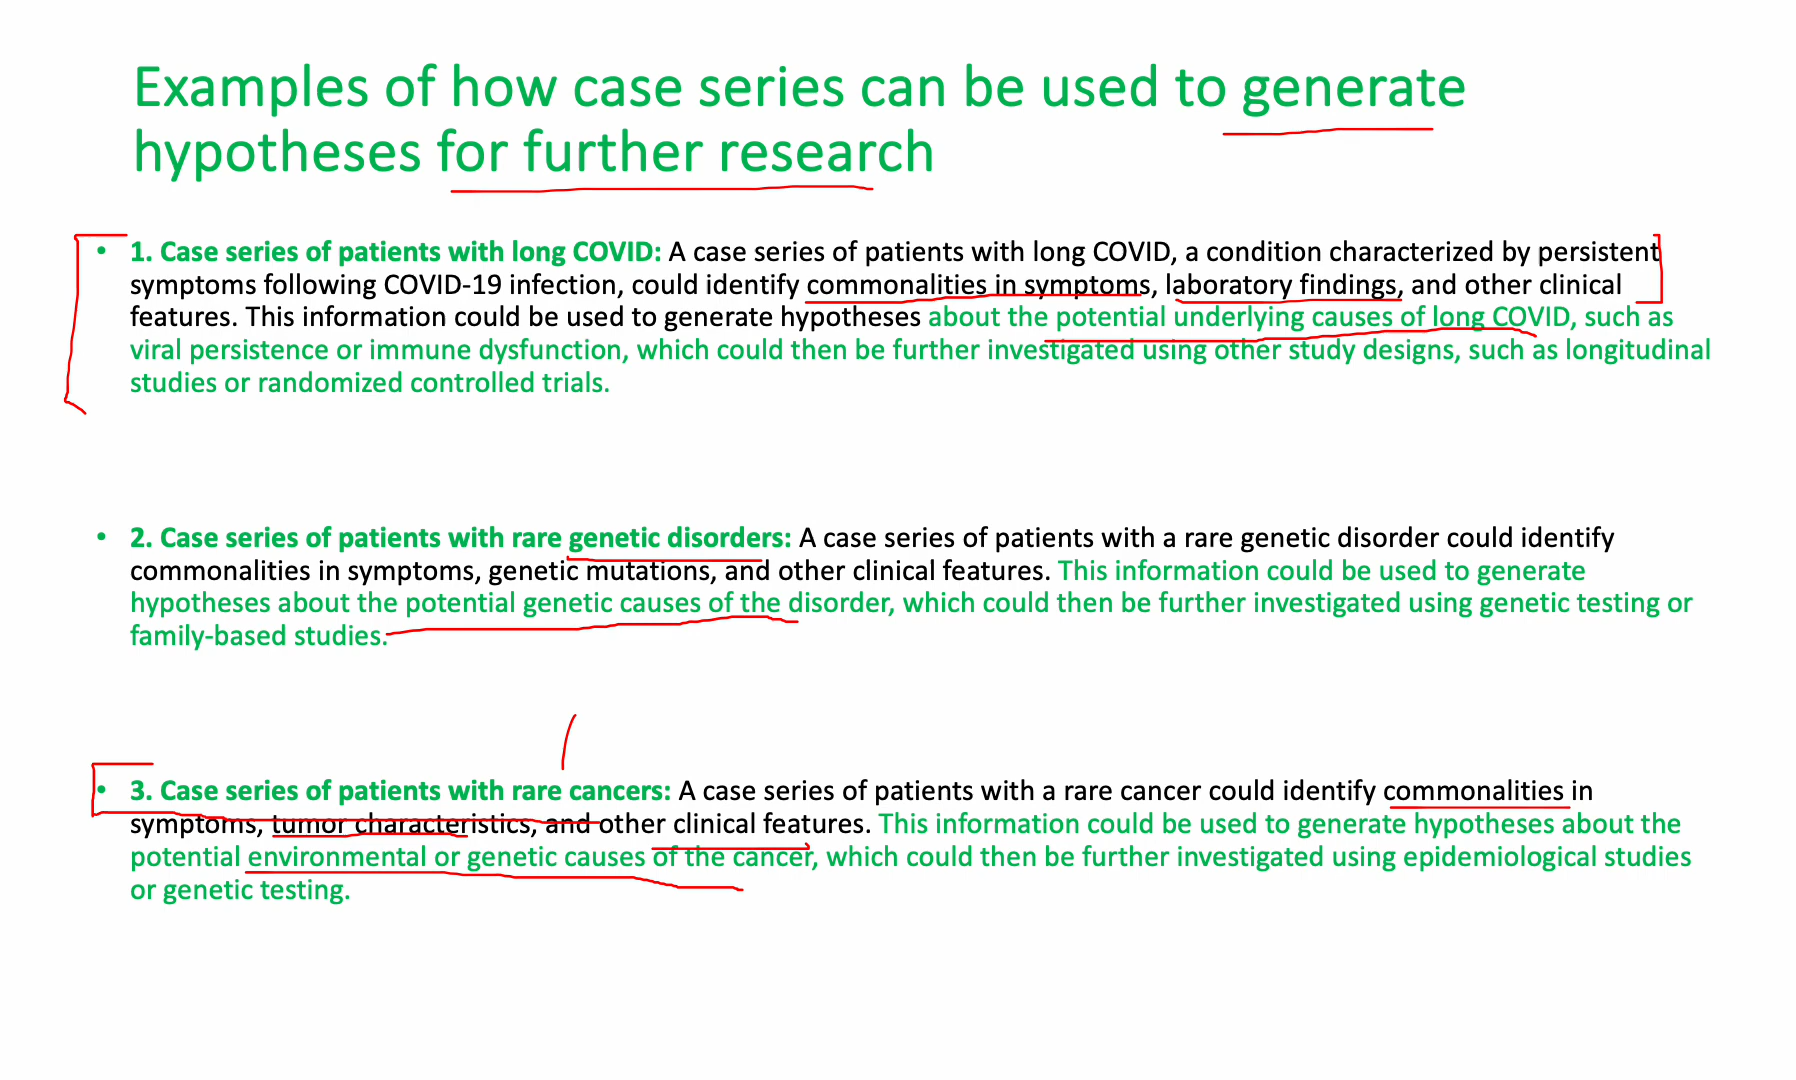 Examples of how case series can be used to generate
hypotheses for further research
• 1. Case series of patients with long COVID: A case series of patients with long COVID, a condition characterized by persistent
symptoms following COVID-19 infection, could identify commonalities in symptoms, laboratory findings, and other clinical
features. This information could be used to generate hypotheses about the potential underlying causes of long COVID, such as
viral persistence or immune dysfunction, which could then be further investigated using other study designs, such as longitudinal
studies or randomized controlled trials.
• 2. Case series of patients with rare genetic disorders: A case series of patients with a rare genetic disorder could identify
commonalities in symptoms, genetic mutations, and other clinical features. This information could be used to generate
hypotheses about the potential genetic causes of the disorder, which could then be further investigated using genetic testing or
family-based studies.
• 3. Case series of patients with rare cancers: A case series of patients with a rare cancer could identify commonalities in
symptoms, tumor characteristics, and other clinical features. This information could be used to generate hypotheses about the
potential environmental or genetic causes of the cancer, which could then be further investigated using epidemiological studies
or genetic testing.